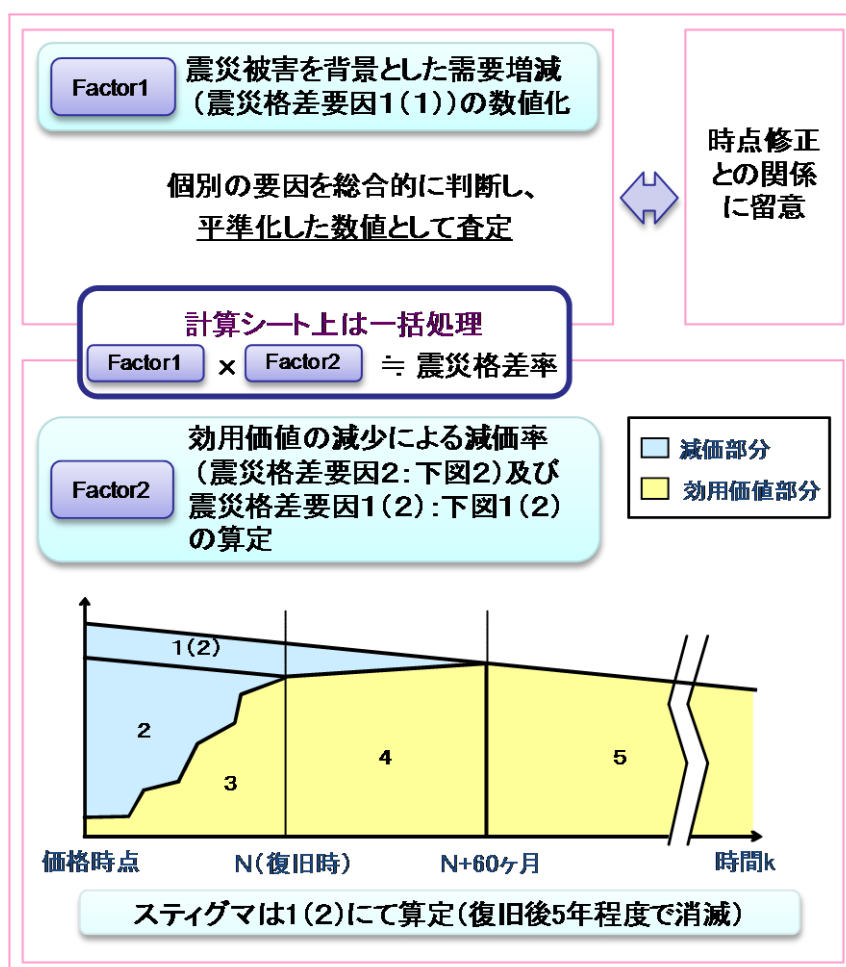 Factor1
震災被害を背景とした需要増減
（震災格差要因1（1））の数値化
個別の要因を総合的に判断し、
平準化した数値として査定
時点修正
との関係
に留意
計算シート上は一括処理
Factor1 × Factor2 ≒ 震災格差率
Factor2
効用価値の減少による減価率
（震災格差要因2：下図2）及び
震災格差要因1（2）：下図1（2）
の算定
減価部分
効用価値部分
1（2）
2
3
4
5
価格時点 N（復旧時） N+60ヶ月 時間k
スティグマは1（2）にて算定（復旧後5年程度で消滅）